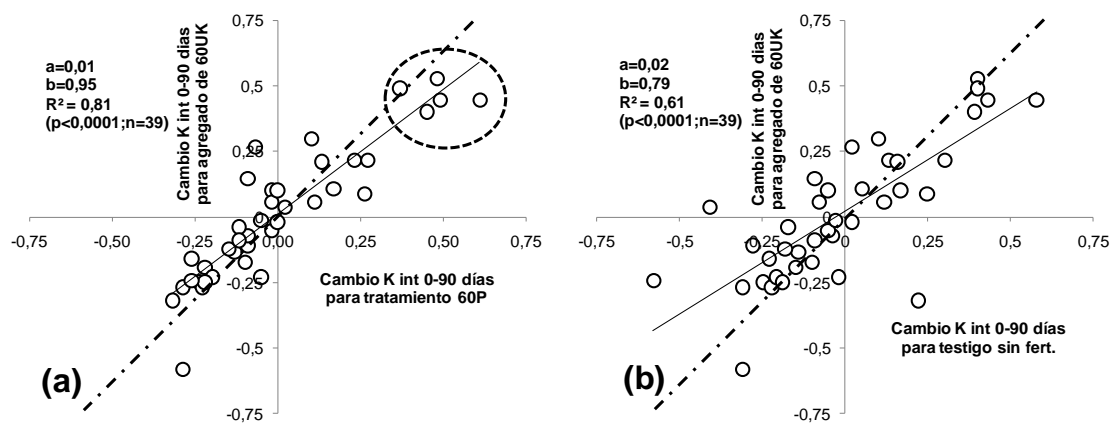 0,75
0,5
0,25
0
-0,25
-0,5
-0,75
-0,75
-0,50
-0,25
0,00
0,25
0,50
0,75
Cambio K int 0-90 días
para agregado de 60UK
a=0,01
b=0,95
R² = 0,81
(p<0,0001;n=39)
Cambio K int 0-90 días
para tratamiento 60P
(a)
0,75
0,5
0,25
0
-0,25
-0,5
-0,75
-0,75
-0,5
-0,25
0
0,25
0,5
0,75
Cambio K int 0-90 días
para agregado de 60UK
a=0,02
b=0,79
R² = 0,61
(p<0,0001;n=39)
Cambio K int 0-90 días
para testigo sin fert.
(b)